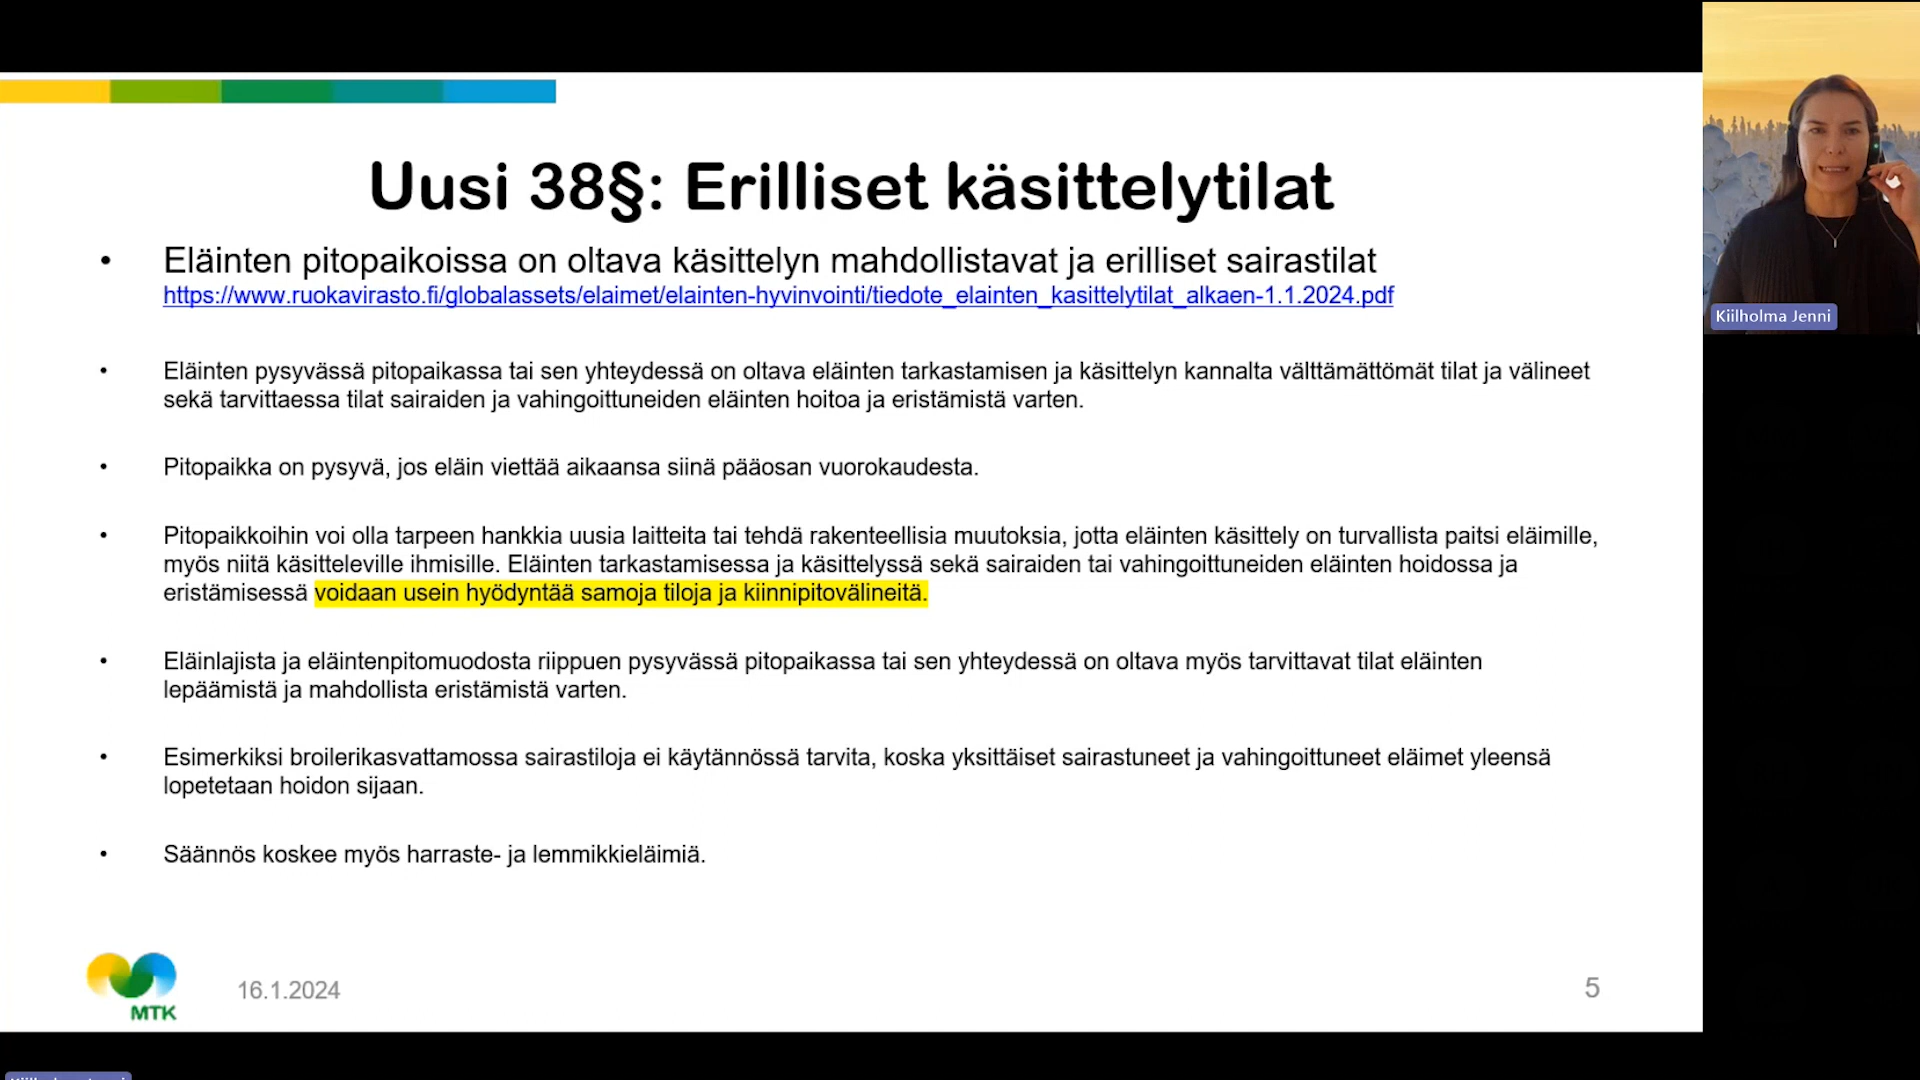 Uusi 38§: Erilliset käsittelytilat
• Eläinten pitopaikoissa on oltava käsittelyn mahdollistavat ja erilliset sairastilat
https://www.ruokavirasto.fi/globalassets/elaimet/elainten-hyvinvointi/tiedote_elainten_kasittelytilat_alkaen-1.1.2024.pdf
• Eläinten pysyvässä pitopaikassa tai sen yhteydessä on oltava eläinten tarkastamisen ja käsittelyn kannalta välttämättömät tilat ja välineet
sekä tarvittaessa tilat sairaiden ja vahingoittuneiden eläinten hoitoa ja eristämistä varten.
• Pitopaikka on pysyvä, jos eläin viettää aikaansa siinä pääosan vuorokaudesta.
• Pitopaikkoihin voi olla tarpeen hankkia uusia laitteita tai tehdä rakenteellisia muutoksia, jotta eläinten käsittely on turvallista paitsi eläimille,
myös niitä käsitteleville ihmisille. Eläinten tarkastamisessa ja käsittelyssä sekä sairaiden tai vahingoittuneiden eläinten hoidossa ja
eristämisessä voidaan usein hyödyntää samoja tiloja ja kiinnipitovälineitä.
• Eläinlajista ja eläintenpitomuodosta riippuen pysyvässä pitopaikassa tai sen yhteydessä on oltava myös tarvittavat tilat eläinten
lepäämistä ja mahdollista eristämistä varten.
• Esimerkiksi broilerikasvattamossa sairastiloja ei käytännössä tarvita, koska yksittäiset sairastuneet ja vahingoittuneet eläimet yleensä
lopetetaan hoidon sijaan.
• Säännös koskee myös harraste- ja lemmikkieläimiä.
MTK
16.1.2024
5
Kiilholma Jenni